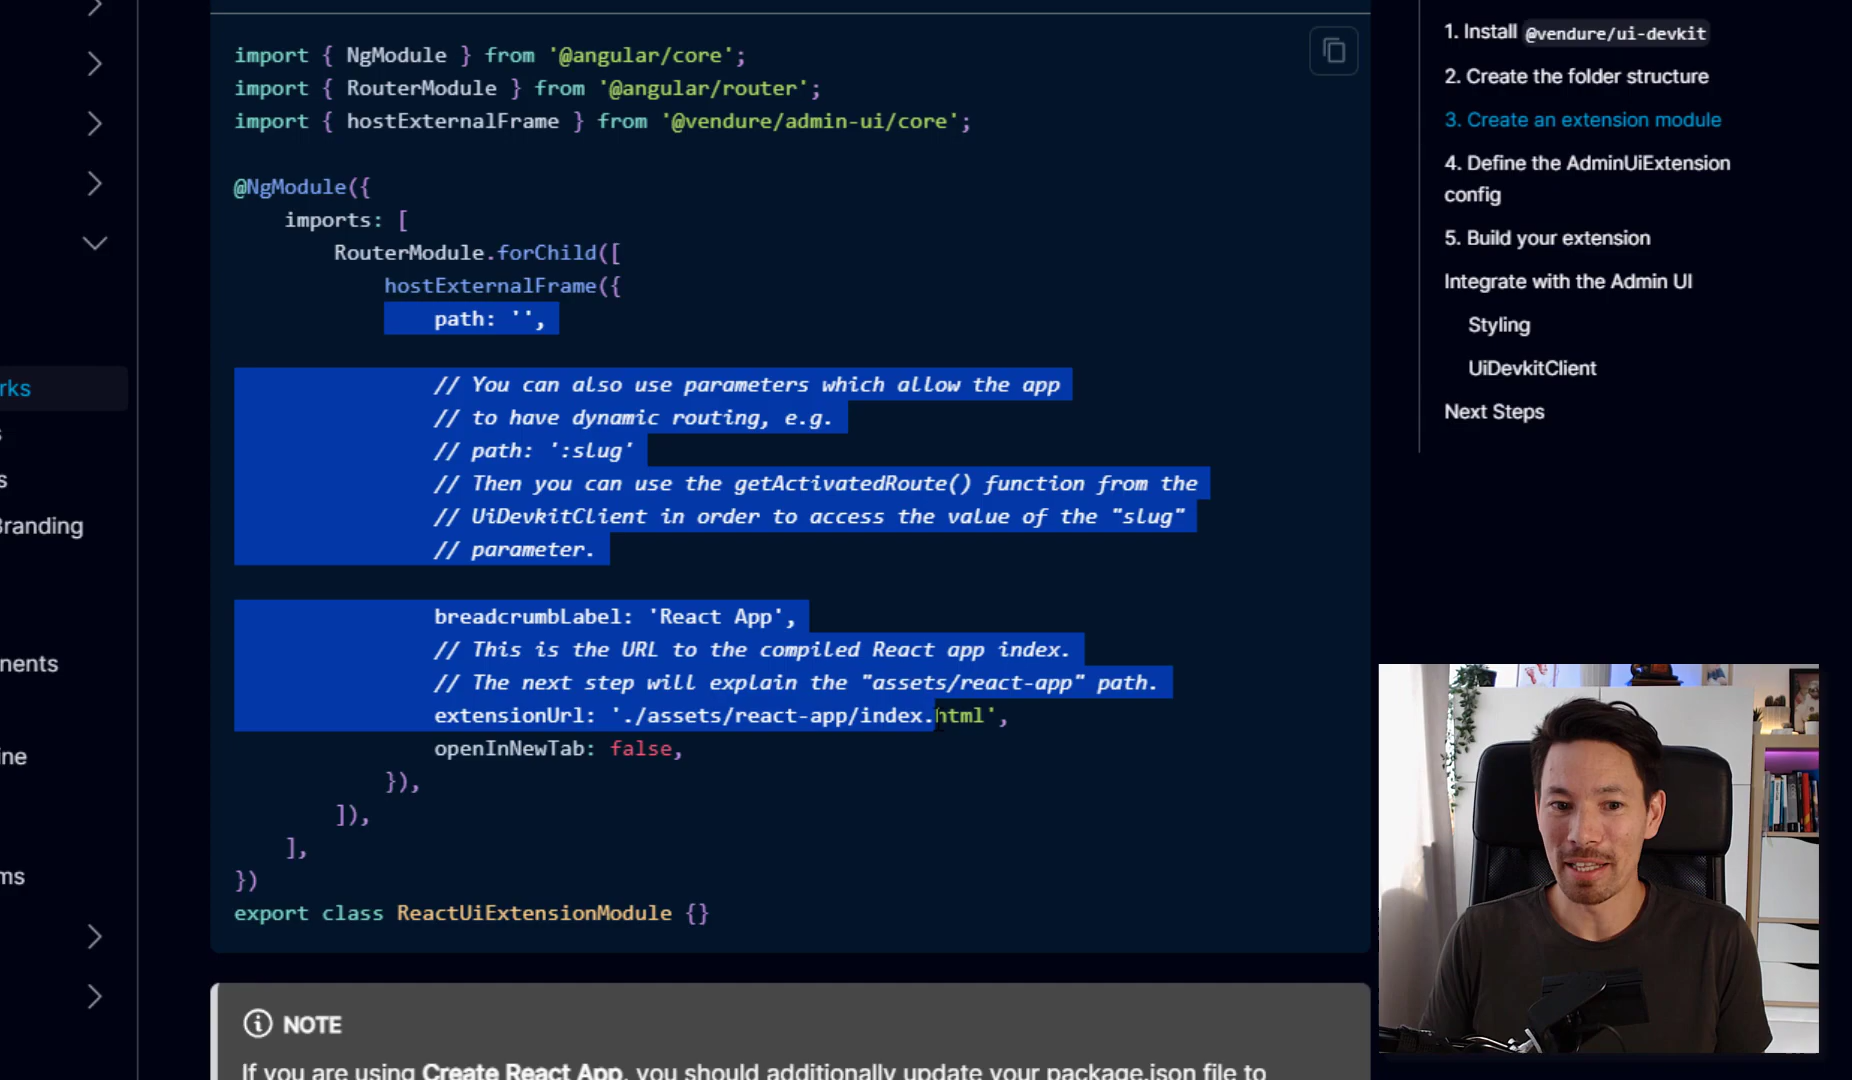 import { NgModule } from '@angular/core';
import { RouterModule } from '@angular/router';
import { hostExternalFrame } from '@vendure/admin-ui/core';
@NgModule({
imports: [
RouterModule.forChild([
hostExternalFrame({
path: '',
// You can also use parameters which allow the app
// to have dynamic routing, e.g.
// path: ':slug'
// Then you can use the getActivatedRoute() function from the
// UiDevkitClient in order to access the value of the "slug"
// parameter.
breadcrumbLabel: 'React App',
// This is the URL to the compiled React app index.
// The next step will explain the "assets/react-app" path.
extensionUrl: './assets/react-app/index.html',
openInNewTab: false,
}),
]),
],
})
export class ReactUiExtensionModule {}
NOTE
If you are using Create React App, you should additionally update your package.json file to
1. Install @vendure/ui-devkit
2. Create the folder structure
3. Create an extension module
4. Define the AdminUiExtension
config
5. Build your extension
Integrate with the Admin UI
Styling
UiDevkitClient
Next Steps
rks
s
s
Branding
nents
ine
ms